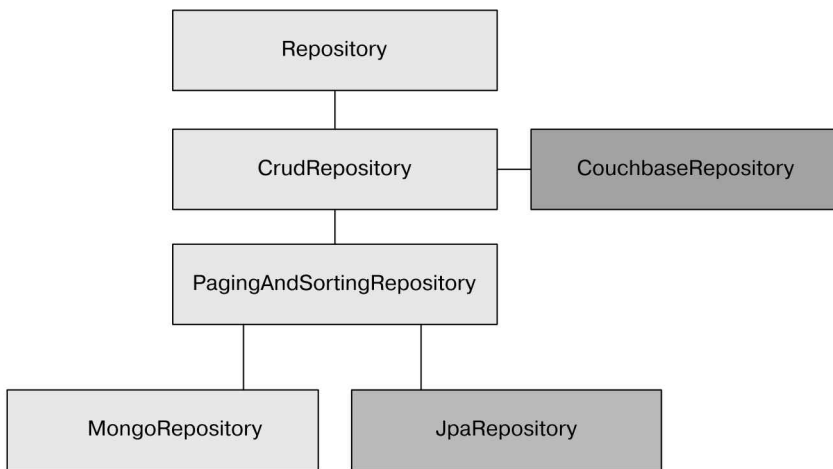 Repository
CrudRepository
CouchbaseRepository
PagingAndSortingRepository
MongoRepository
JpaRepository